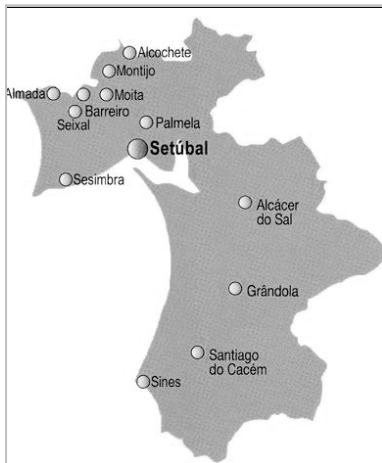 Alcochete
Montijo
Almada
Moita
Barreiro
Seixal
Palmela
Setúbal
Sesimbra
Alcácer
do Sal
Grândola
Santiago
do Cacém
Sines